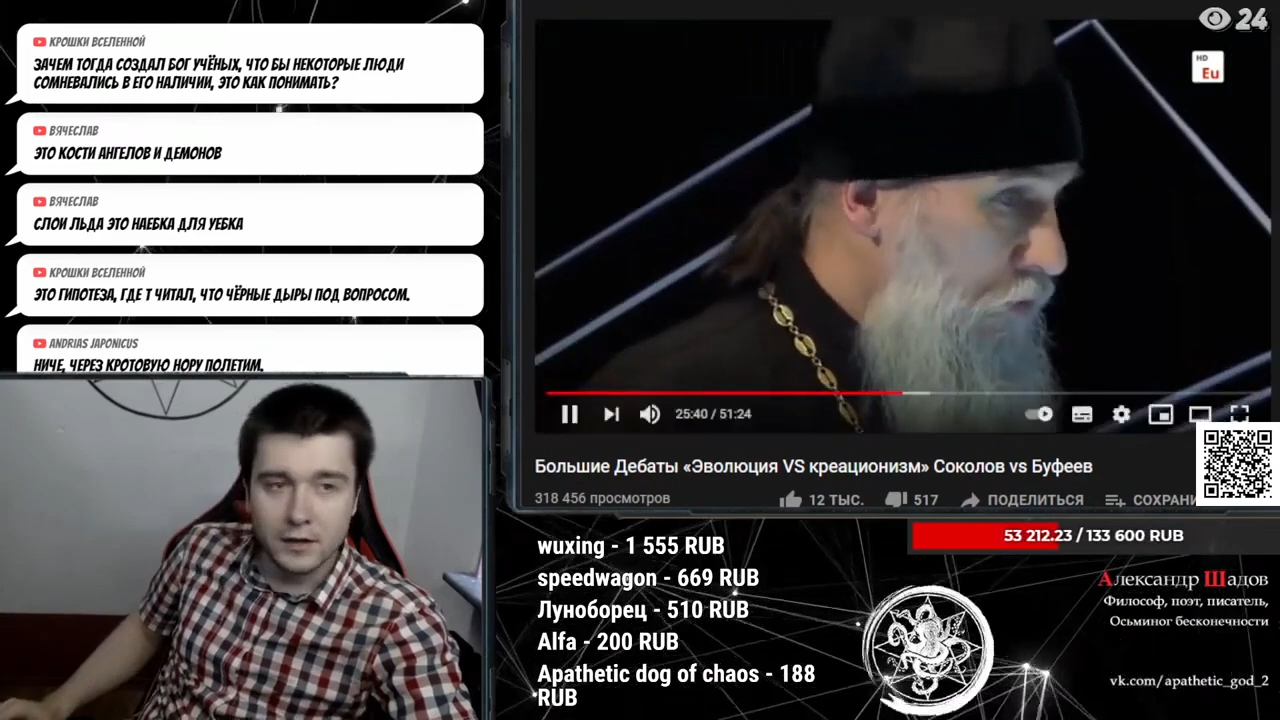 КРОШКИ ВСЕЛЕННОЙ
ЗАЧЕМ ТОГДА СОЗДАЛ БОГ УЧЁНЫХ, ЧТО БЫ НЕКОТОРЫЕ ЛЮДИ
СОМНЕВАЛИСЬ В ЕГО НАЛИЧИИ, ЭТО КАК ПОНИМАТЬ?
ВЯЧЕСЛАВ
ЭТО КОСТИ АНГЕЛОВ И ДЕМОНОВ
ВЯЧЕСЛАВ
СЛОИ ЛЬДА ЭТО НАЕБКА ДЛЯ УЕБКА
КРОШКИ ВСЕЛЕННОЙ
ЭТО ГИПОТЕЗА, ГДЕ Т ЧИТАЛ, ЧТО ЧЁРНЫЕ ДЫРЫ ПОД ВОПРОСОМ.
ANDRIAS JAPONICUS
НИЧЕ, ЧЕРЕЗ КРОТОВУЮ НОРУ ПОЛЕТИМ.
24
HD
Eu
25:40 / 51:24
Большие Дебаты «Эволюция VS креационизм» Соколов vs Буфеев
318 456 просмотров
12 ТЫС.
517
ПОДЕЛИТЬСЯ
СОХРАНИ
53 212.23 / 133 600 RUB
wuxing - 1 555 RUB
speedwagon - 669 RUB
Луноборец - 510 RUB
Alfa - 200 RUB
Apathetic dog of chaos - 188
RUB
Александр Шадов
Философ, поэт, писатель,
Осьминог бесконечности
vk.com/apathetic_god_2